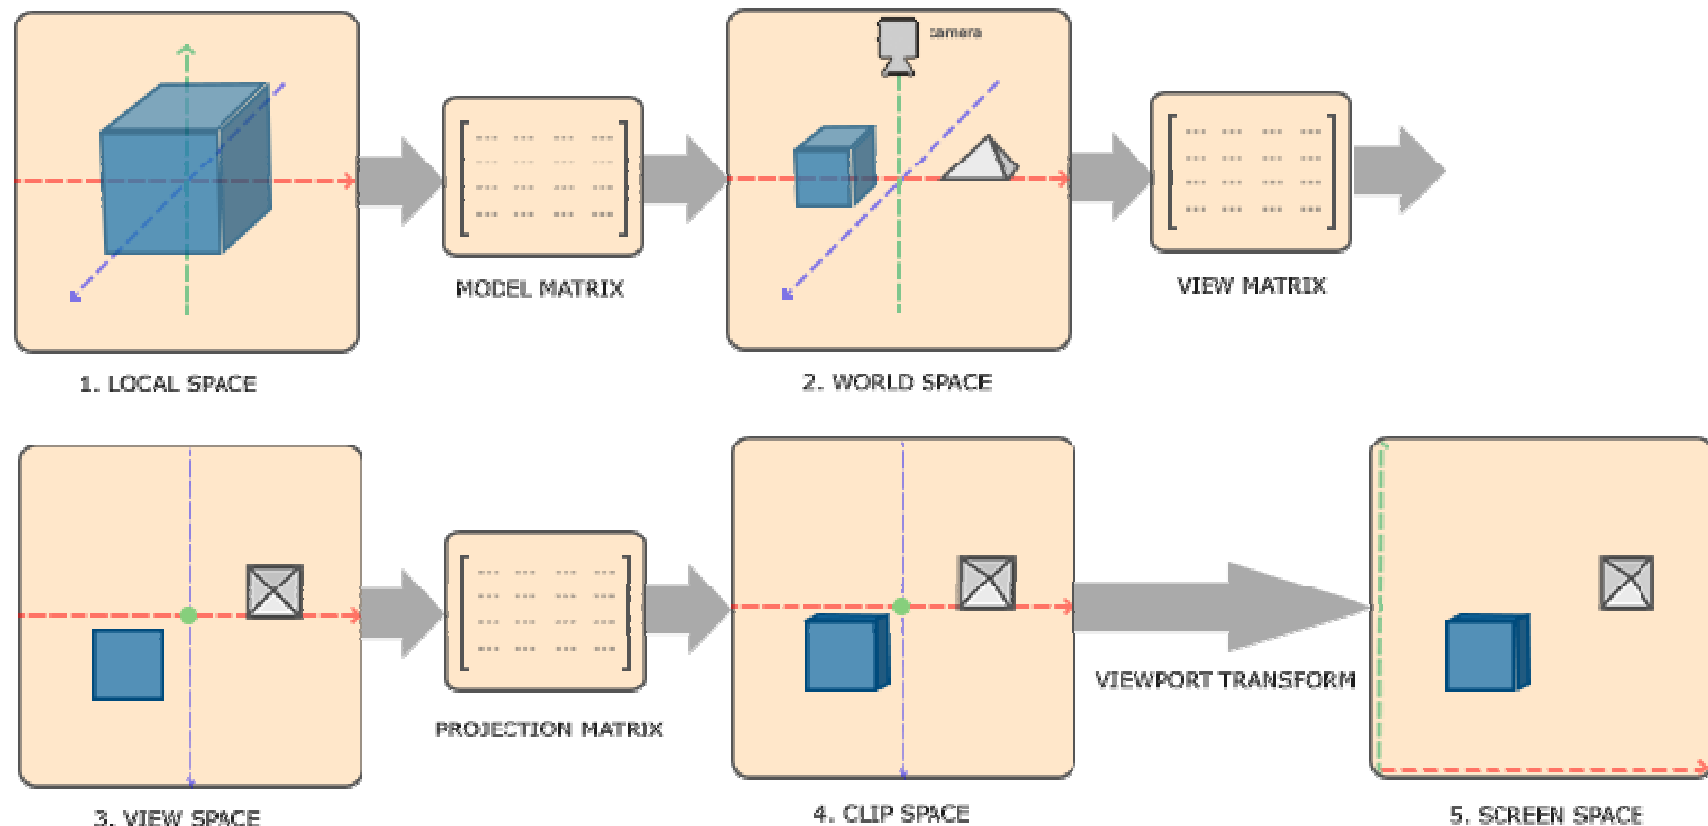 camera
MODEL MATRIX
VIEW MATRIX
1. LOCAL SPACE
2. WORLD SPACE
PROJECTION MATRIX
VIEWPORT TRANSFORM
3. VIEW SPACE
4. CLIP SPACE
5. SCREEN SPACE